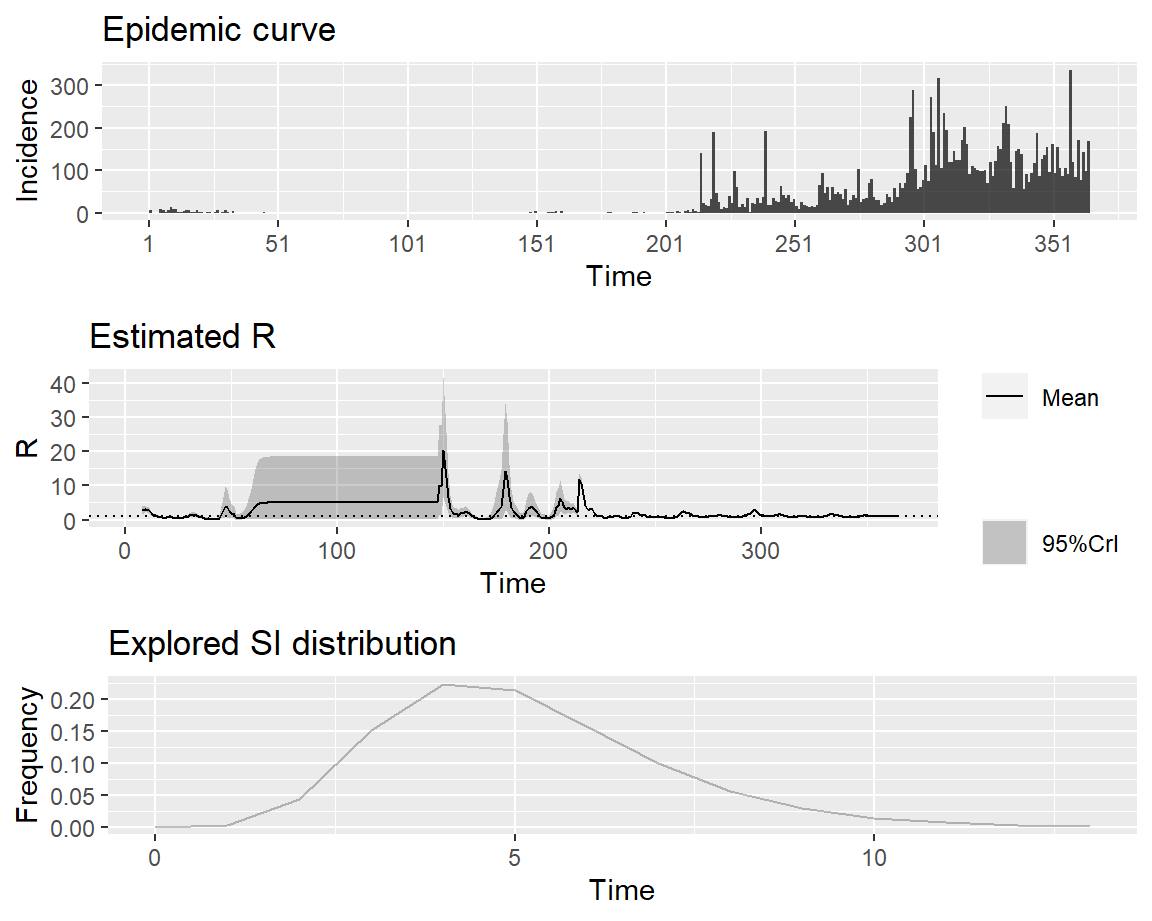 Epidemic curve
Incidence
300
200
100
0
1 51 101 151 201 251 301 351
Time
Estimated R
R
40
30
20
10
0
0 100 200 300
Time
Mean
95%CrI
Explored SI distribution
Frequency
0.20
0.15
0.10
0.05
0.00
0 5 10
Time